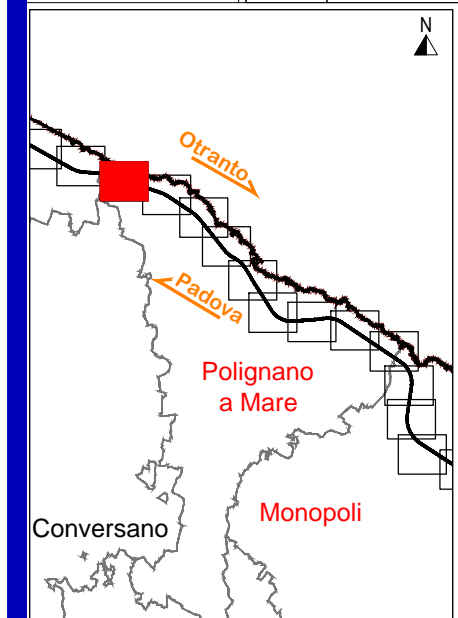 N
Otranto
Padova
Polignano
a Mare
Monopoli
Conversano